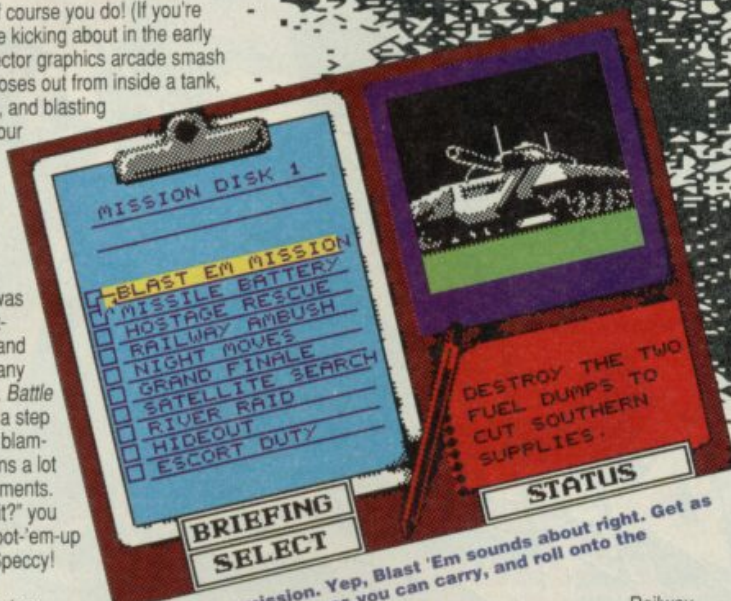 f course you do! (If you're
e kicking about in the early
ctor graphics arcade smash
oses out from inside a tank,
, and blasting
our
was
and
any
Battle
a step
blam-
ns a lot
ments.
it?" you
oot-'em-up
Speccy!
MISSION DISK 1
BLAST EM MISSION
MISSILE BATTERY
HOSTAGE RESCUE
RAILWAY AMBUSH
NIGHT MOVES
GRAND FINALE
SATELLITE SEARCH
RIVER RAID
HIDEOUT
ESCORT DUTY
BRIEFING
SELECT
DESTROY THE TWO
FUEL DUMPS TO
CUT SOUTHERN
SUPPLIES.
STATUS
mission. Yep, Blast 'Em sounds about right. Get as
you can carry, and roll onto the
Railway